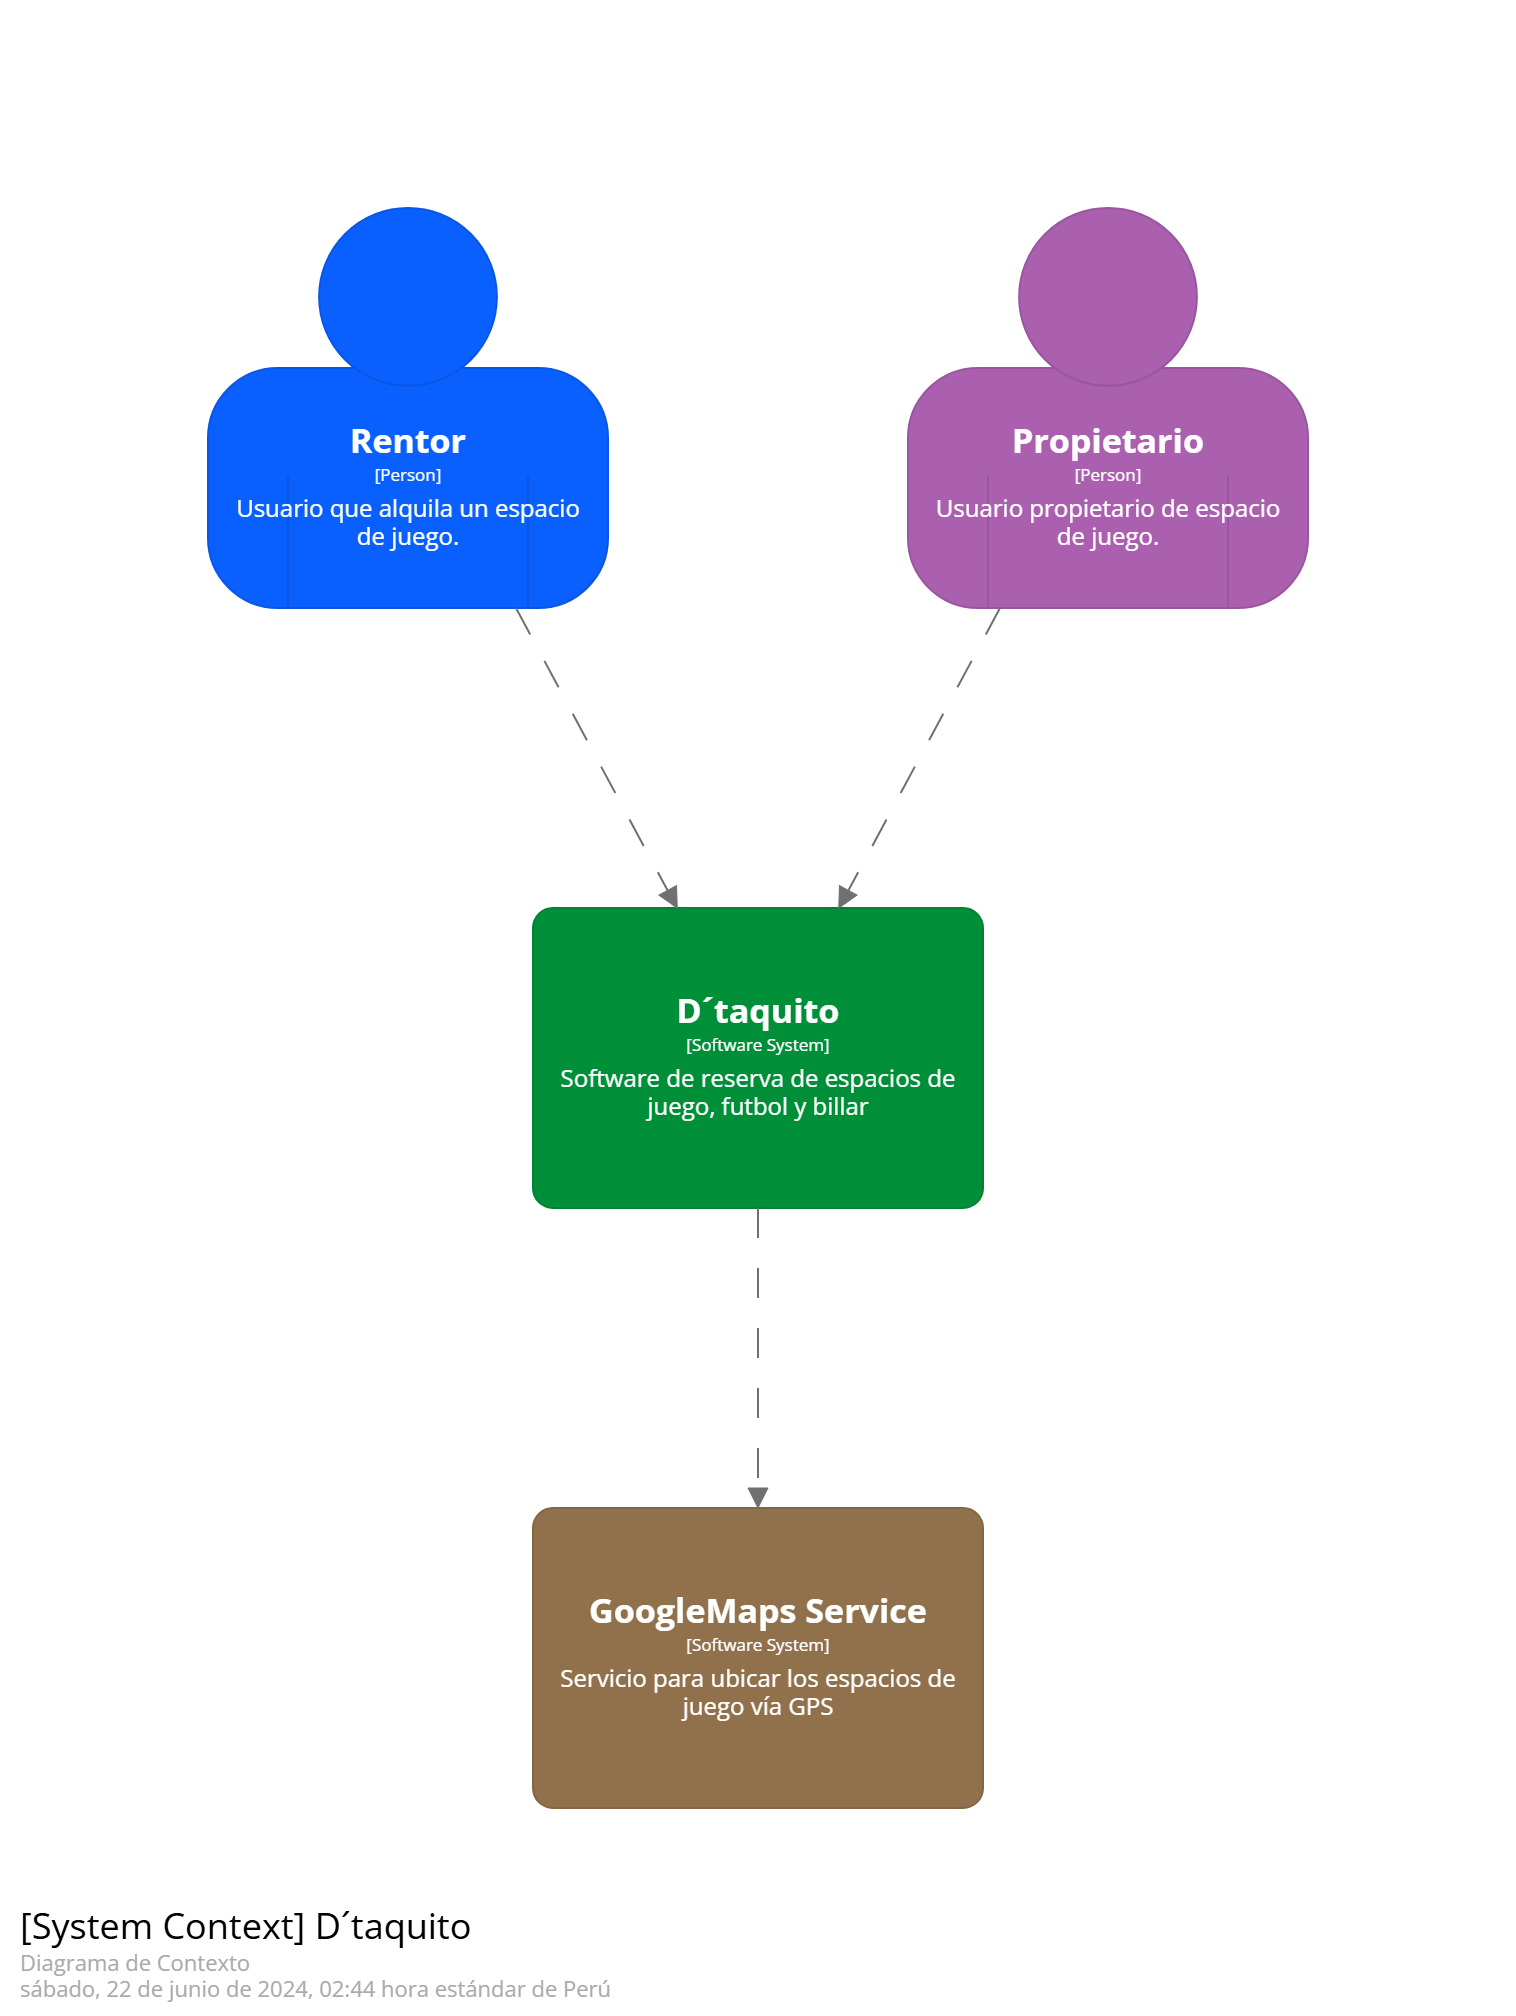 Rentor
[Person]
Usuario que alquila un espacio
de juego.
Propietario
[Person]
Usuario propietario de espacio
de juego.
D´taquito
[Software System]
Software de reserva de espacios de
juego, futbol y billar
GoogleMaps Service
[Software System]
Servicio para ubicar los espacios de
juego vía GPS
[System Context] D´taquito
Diagrama de Contexto
sábado, 22 de junio de 2024, 02:44 hora estándar de Perú